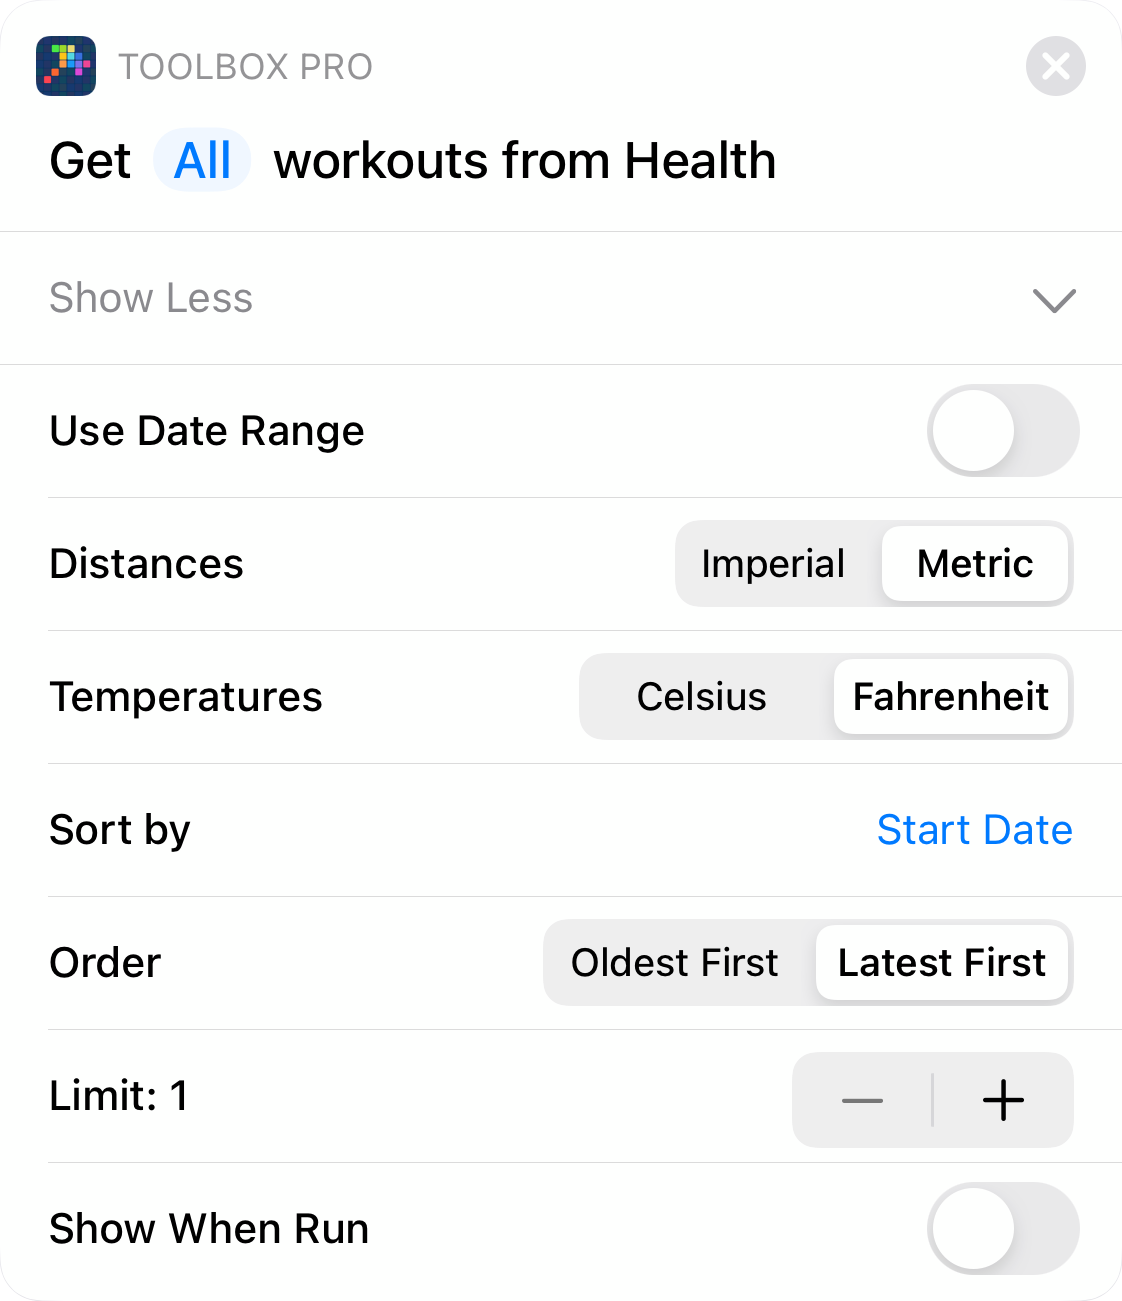 TOOLBOX PRO
Get All workouts from Health
Show Less
Use Date Range
Distances Imperial Metric
Temperatures Celsius Fahrenheit
Sort by Start Date
Order Oldest First Latest First
Limit: 1
Show When Run